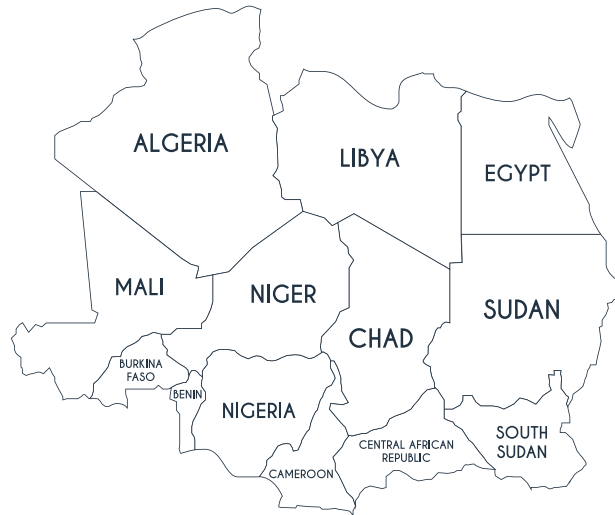 ALGERIA
LIBYA
EGYPT
MALI
NIGER
CHAD
SUDAN
BURKINA
FASO
BENIN
NIGERIA
CAMEROON
CENTRAL AFRICAN
REPUBLIC
SOUTH
SUDAN